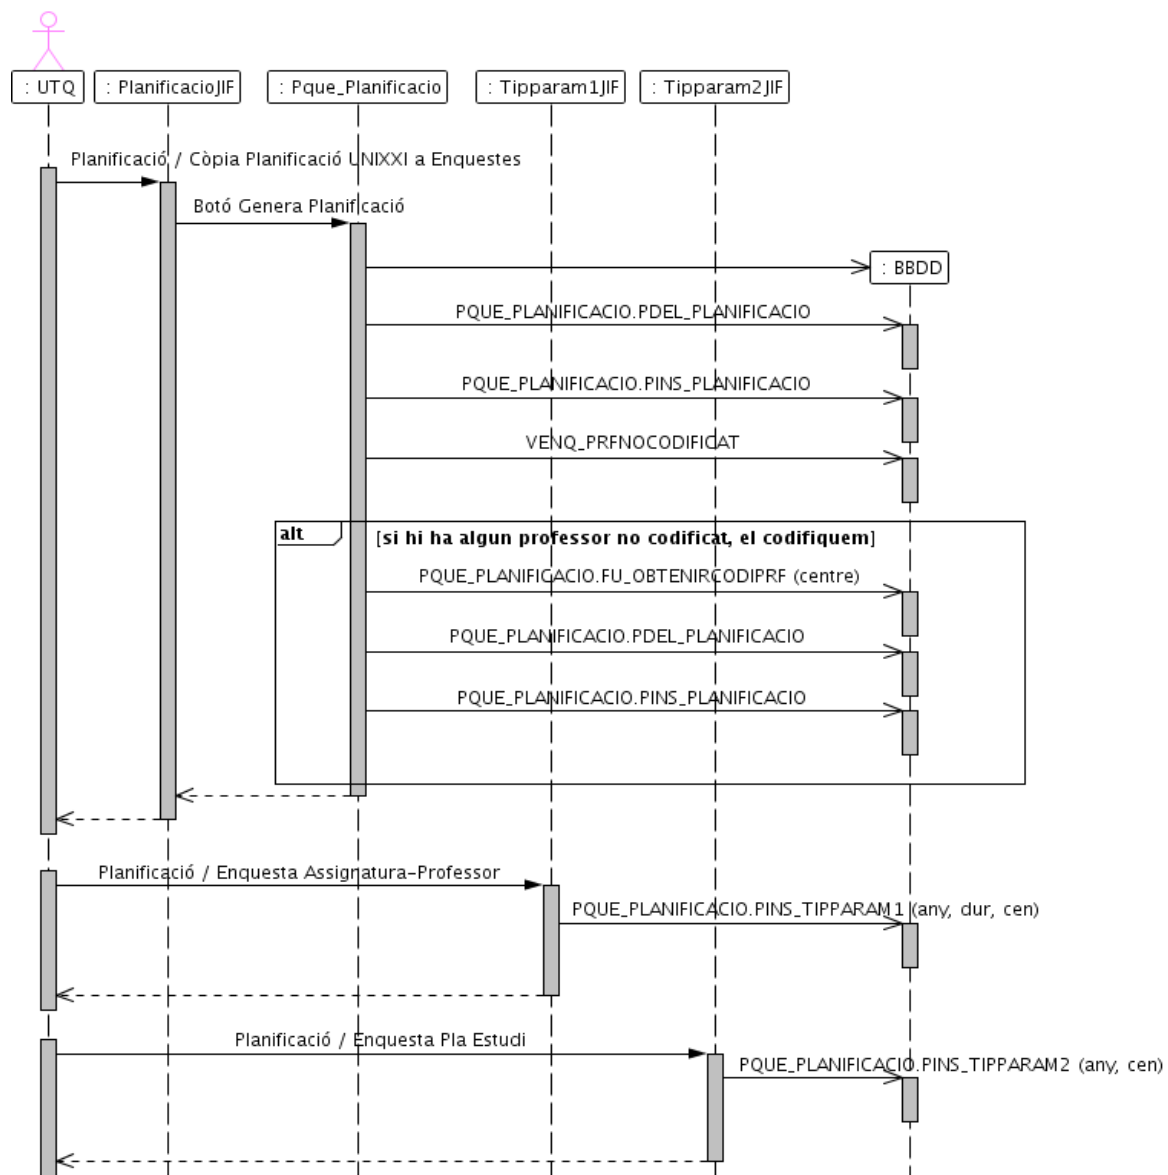 : UTQ
: PlanificacioJIF
: Pque_Planificacio
: Tipparam1JIF
: Tipparam2JIF
Planificació / Còpia Planificació UNIXXI a Enquestes
Botó Genera Planificació
: BBDD
PQUE_PLANIFICACIO.PDEL_PLANIFICACIO
PQUE_PLANIFICACIO.PINS_PLANIFICACIO
VENQ_PRFNOCODIFICAT
alt
[si hi ha algun professor no codificat, el codifiquem]
PQUE_PLANIFICACIO.FU_OBTENIRCODIPRF (centre)
PQUE_PLANIFICACIO.PDEL_PLANIFICACIO
PQUE_PLANIFICACIO.PINS_PLANIFICACIO
Planificació / Enquesta Assignatura-Professor
PQUE_PLANIFICACIO.PINS_TIPPARAM1 (any, dur, cen)
Planificació / Enquesta Pla Estudi
PQUE_PLANIFICACIO.PINS_TIPPARAM2 (any, cen)